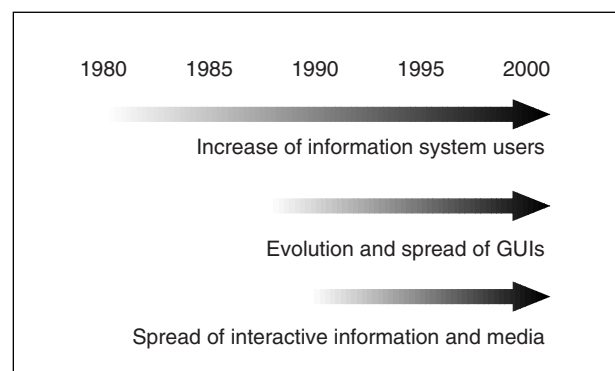 1980 1985 1990 1995 2000
Increase of information system users
Evolution and spread of GUIs
Spread of interactive information and media